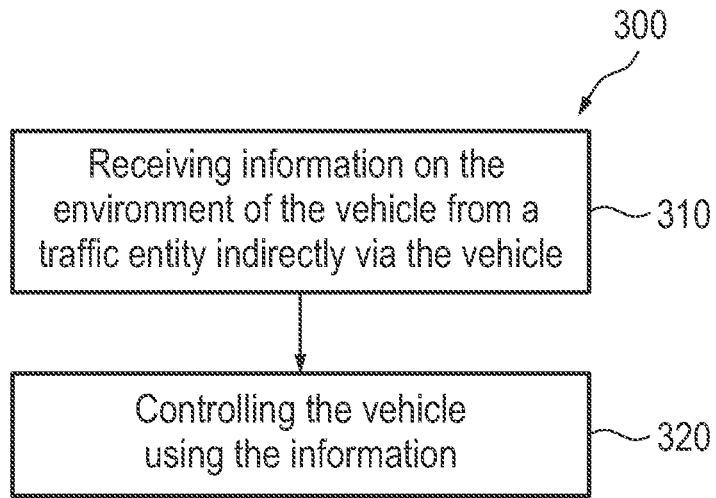 300
Receiving information on the
environment of the vehicle from a
traffic entity indirectly via the vehicle
310
Controlling the vehicle
using the information
320